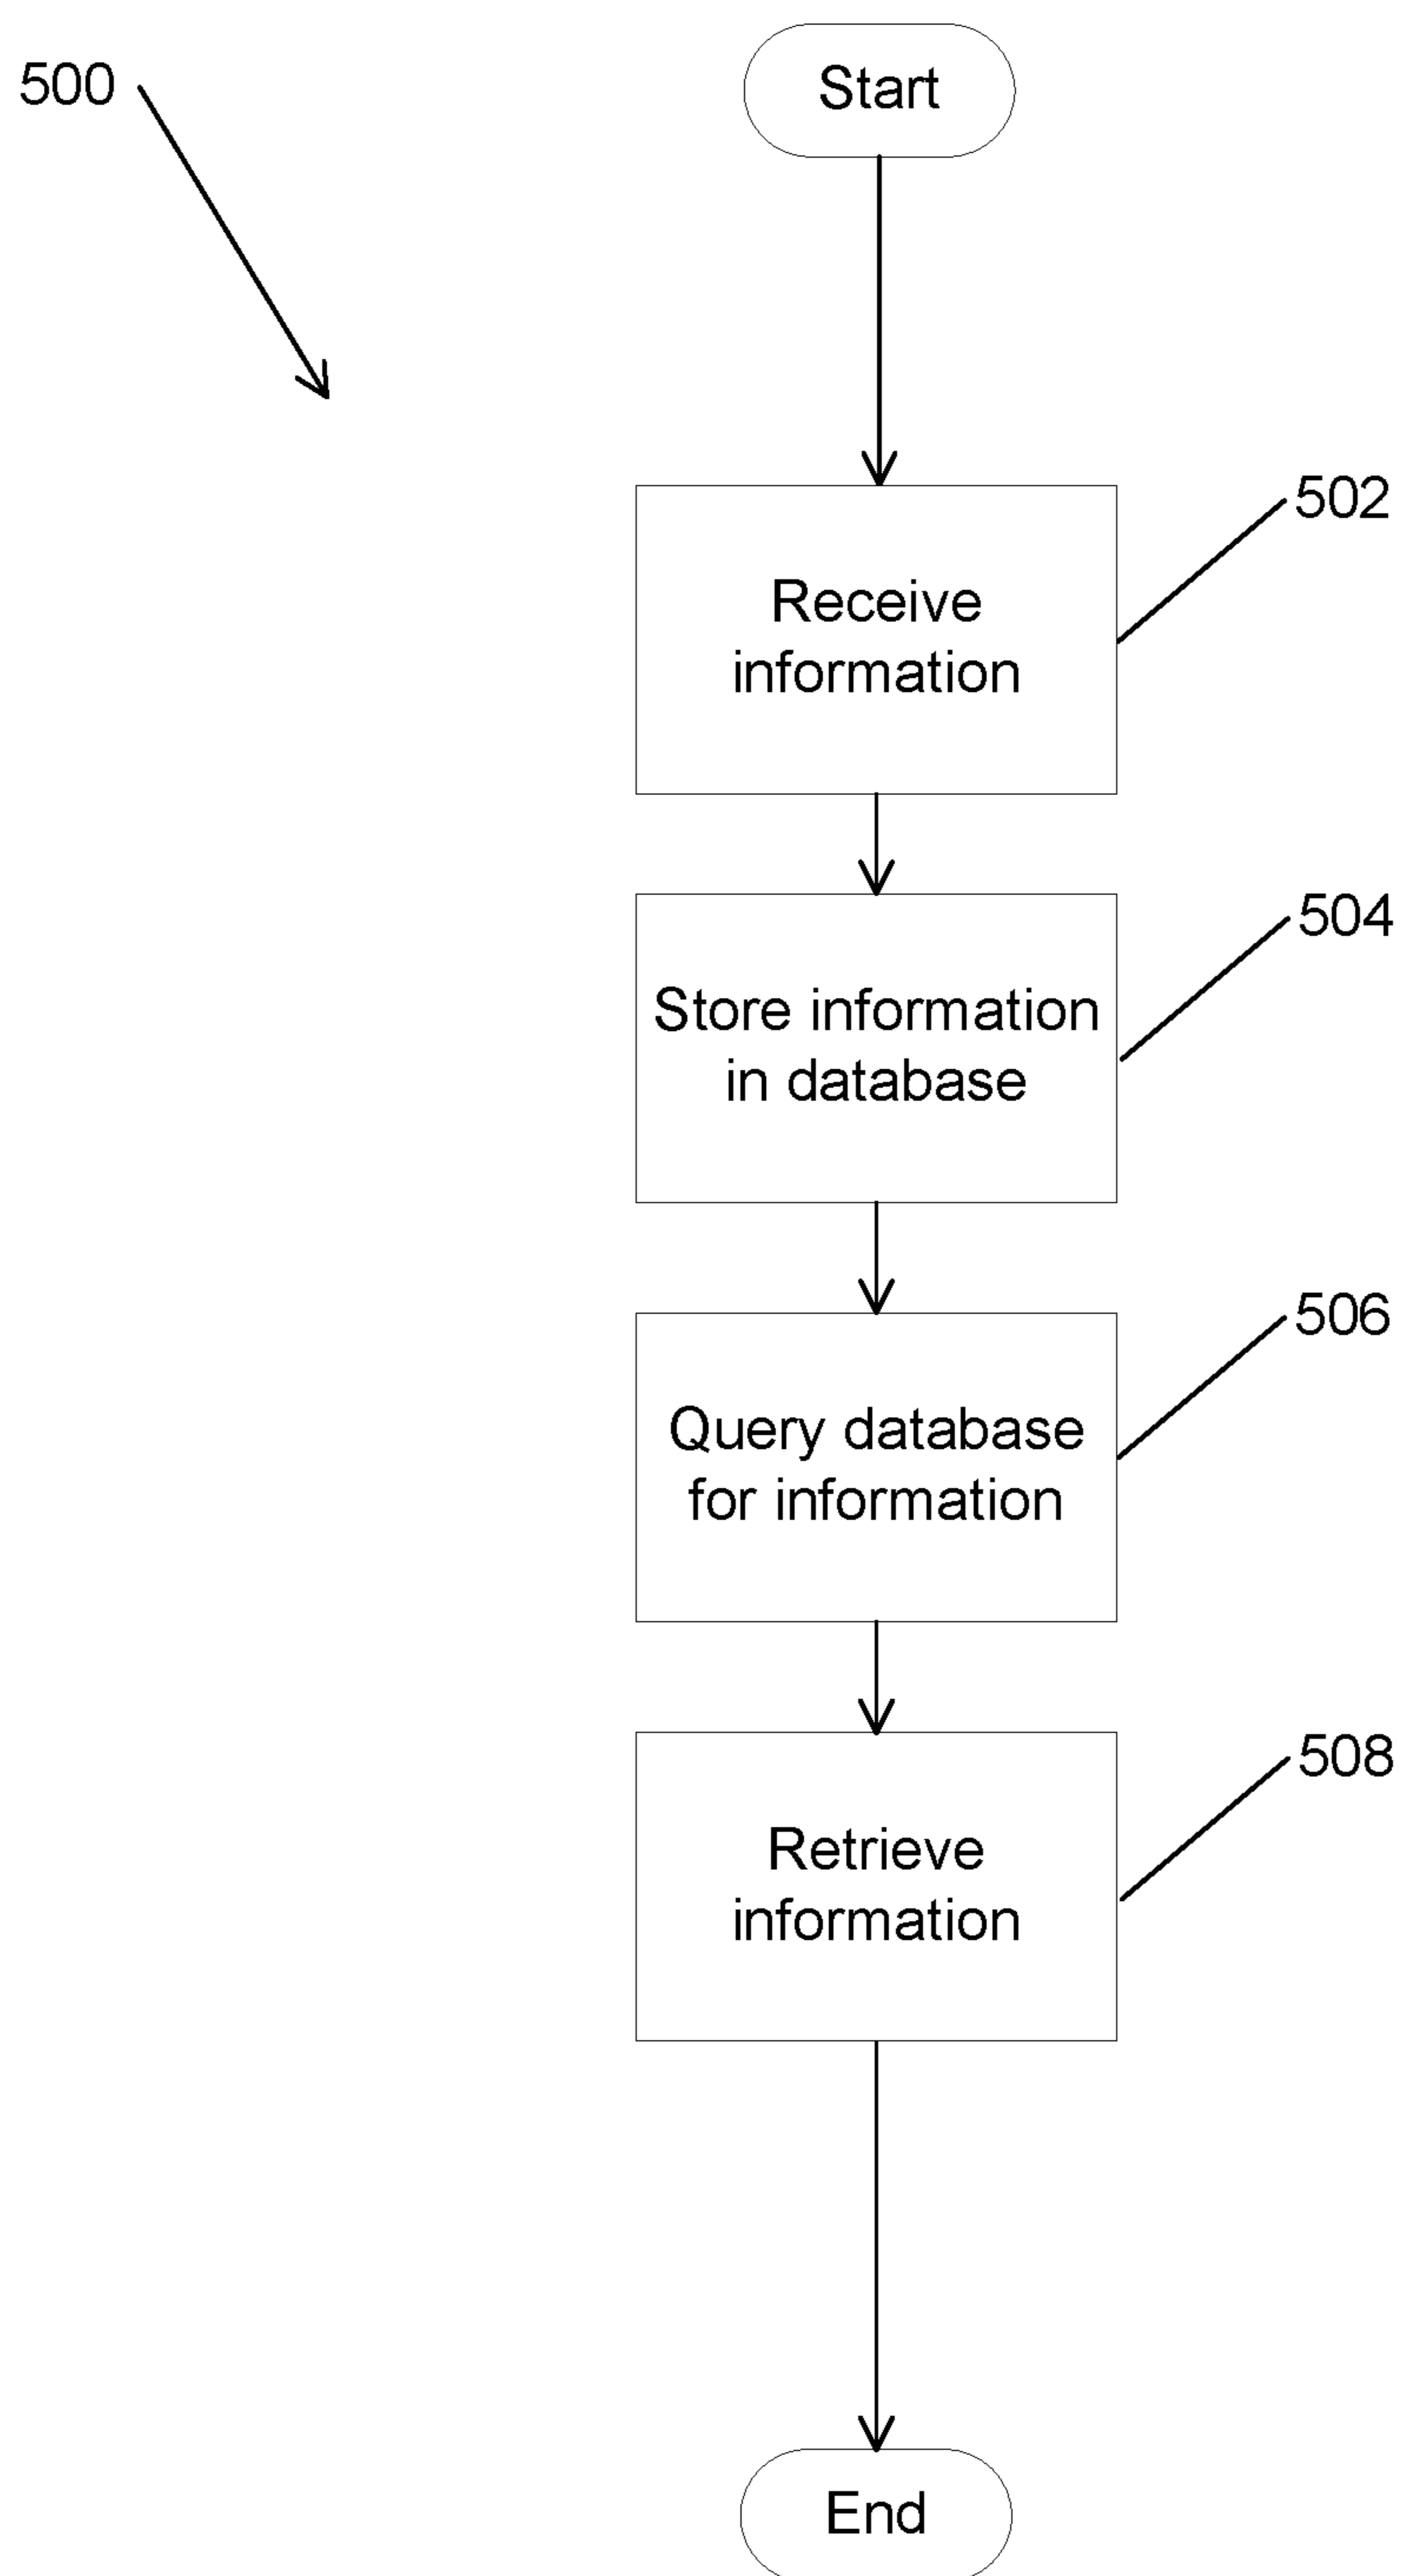 500
Start
502
Receive
information
504
Store information
in database
506
Query database
for information
508
Retrieve
information
End